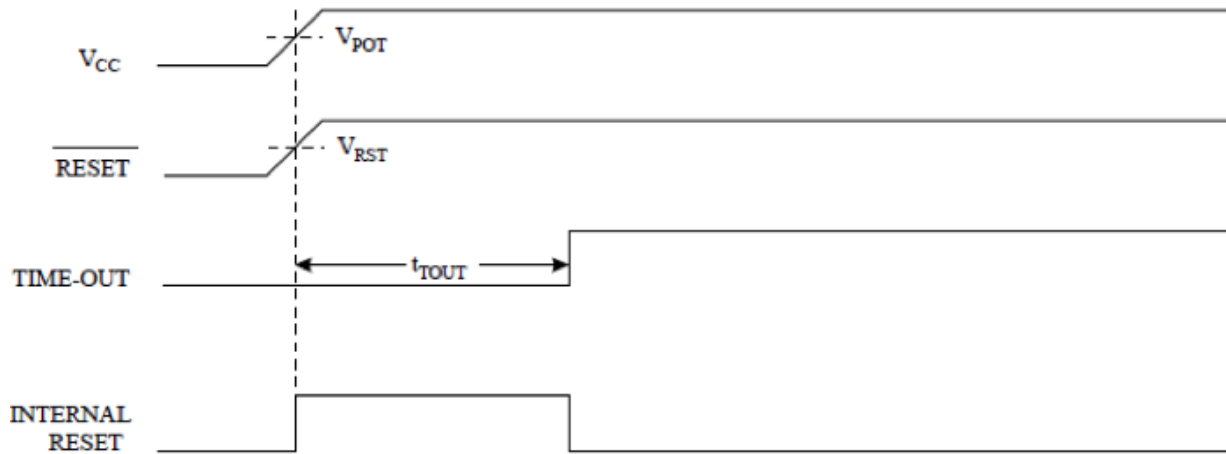 V_POT
V_CC
V_RST
RESET
t_TOUT
TIME-OUT
INTERNAL
RESET